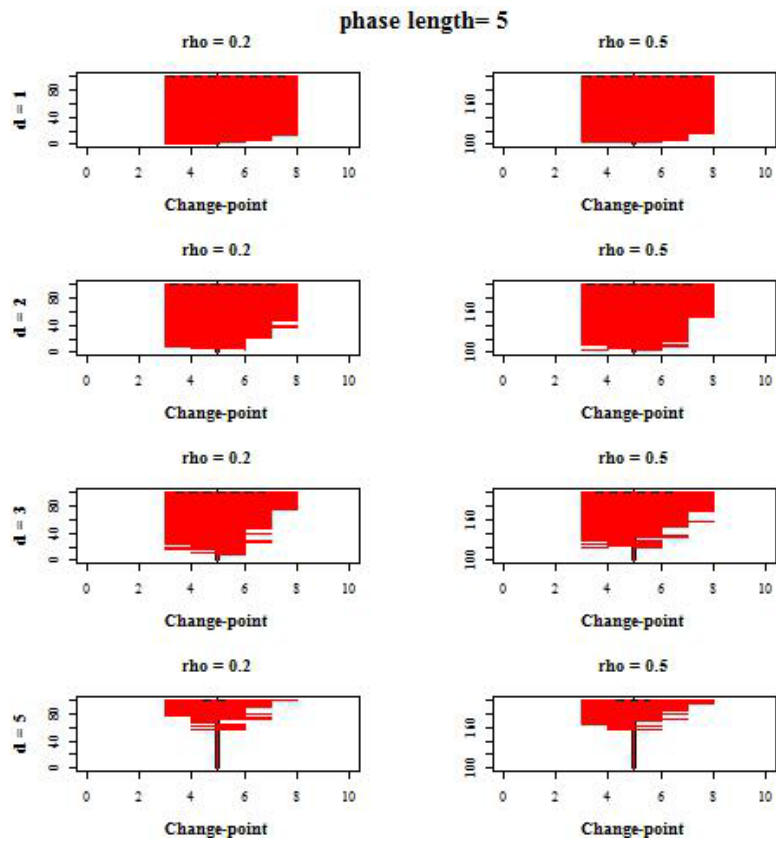 phase length= 5
rho = 0.2
rho = 0.5
d = 1
0 40 80
100 160
0 2 4 6 8 10
0 2 4 6 8 10
Change-point
Change-point
rho = 0.2
rho = 0.5
d = 2
0 40 80
100 160
0 2 4 6 8 10
0 2 4 6 8 10
Change-point
Change-point
rho = 0.2
rho = 0.5
d = 3
0 40 80
100 160
0 2 4 6 8 10
0 2 4 6 8 10
Change-point
Change-point
rho = 0.2
rho = 0.5
d = 5
0 40 80
100 160
0 2 4 6 8 10
0 2 4 6 8 10
Change-point
Change-point